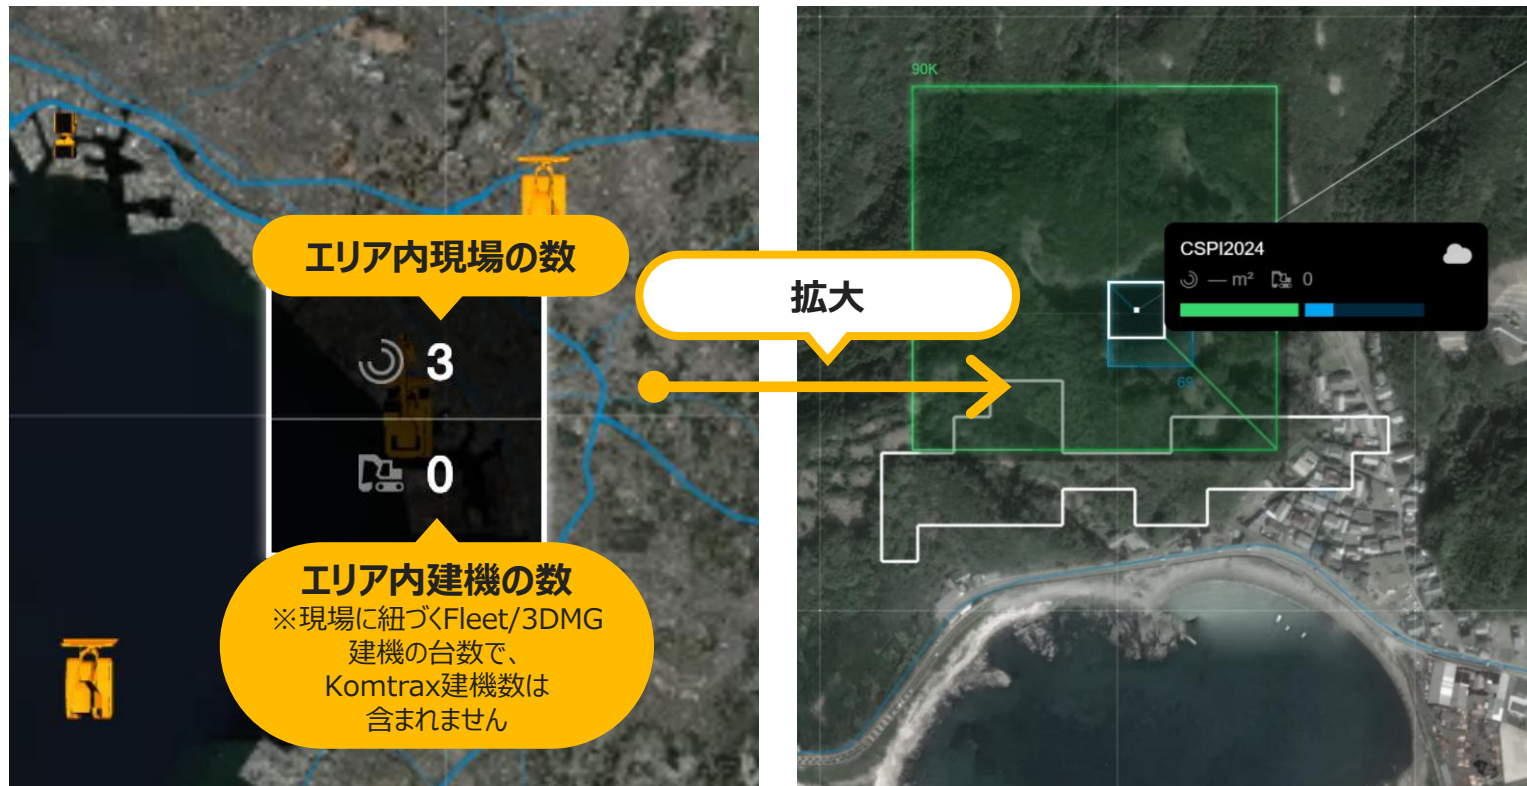 エリア内現場の数
3
0
エリア内建機の数
※現場に紐づくFleet/3DMG
建機の台数で、
Komtrax建機数は
含まれません
拡大
90K
CSPI2024
— m² 0
69